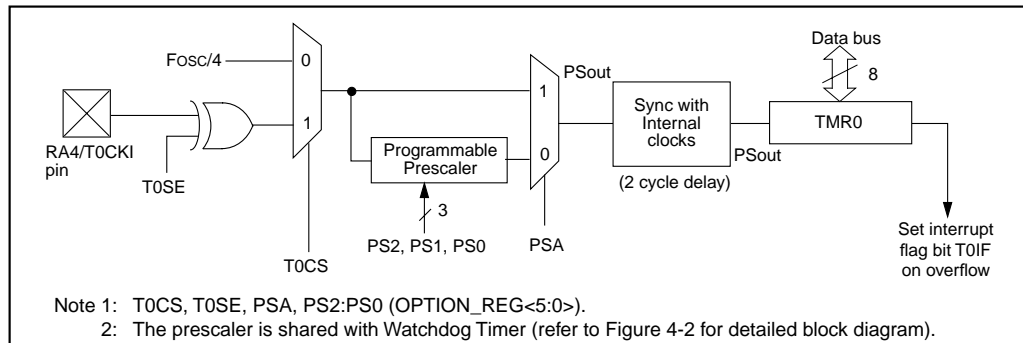 Data bus
FOSC/4
0
PSout
8
1
Sync with
Internal
clocks
TMR0
1
RA4/T0CKI
pin
Programmable
Prescaler
0
PSout
T0SE
(2 cycle delay)
3
PS2, PS1, PS0
PSA
Set interrupt
flag bit T0IF
on overflow
T0CS
Note 1: T0CS, T0SE, PSA, PS2:PS0 (OPTION_REG<5:0>).
2: The prescaler is shared with Watchdog Timer (refer to Figure 4-2 for detailed block diagram).